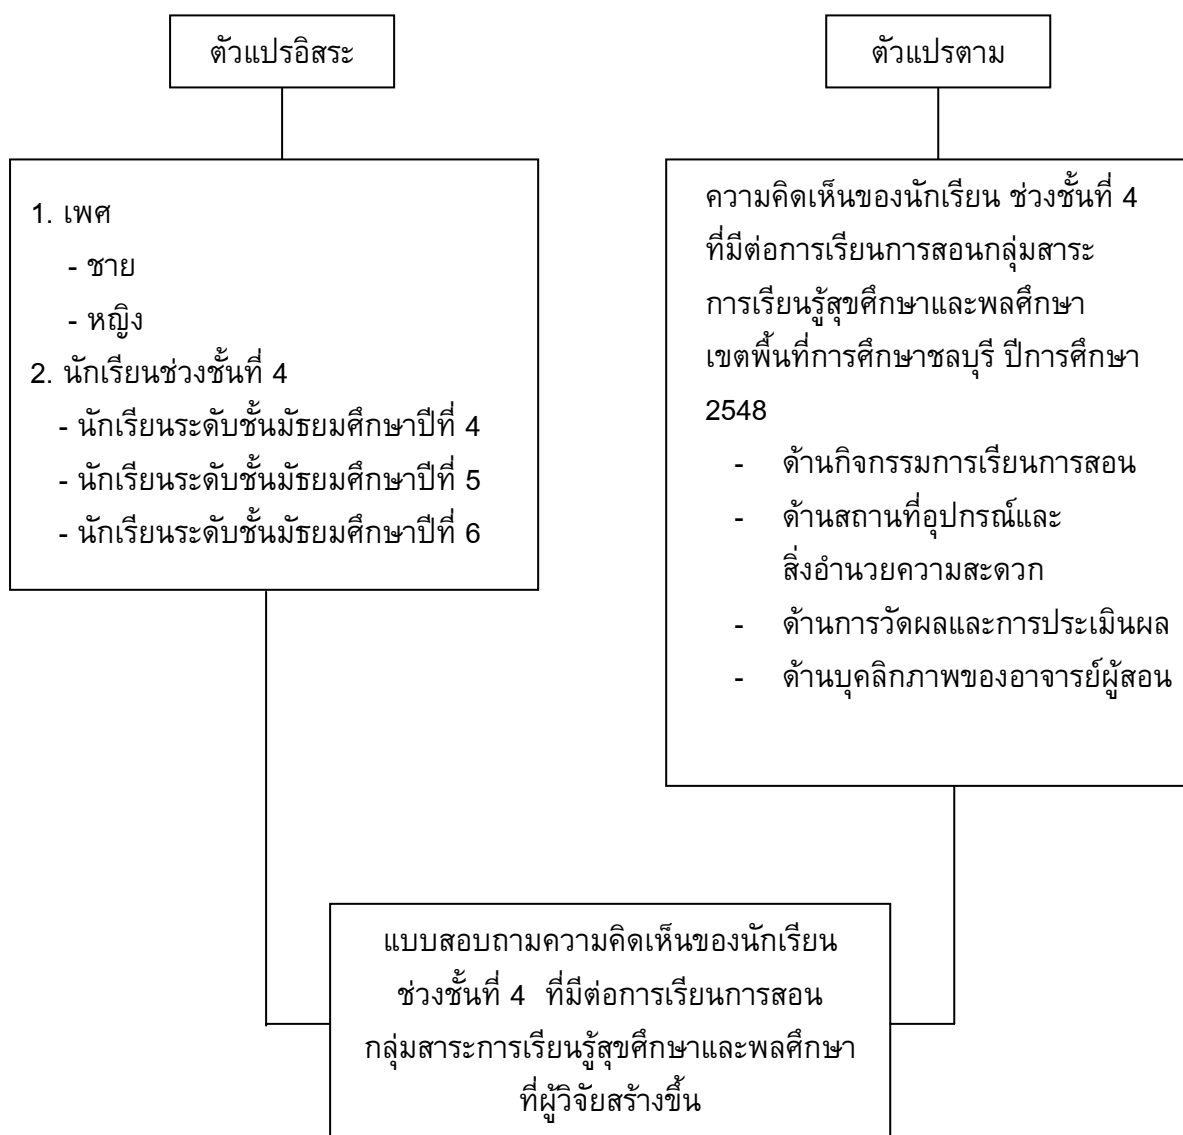 ตัวแปรอิสระ
ตัวแปรตาม
1. เพศ
- ชาย
- หญิง
2. นักเรียนช่วงชั้นที่ 4
- นักเรียนระดับชั้นมัธยมศึกษาปีที่ 4
- นักเรียนระดับชั้นมัธยมศึกษาปีที่ 5
- นักเรียนระดับชั้นมัธยมศึกษาปีที่ 6
ความคิดเห็นของนักเรียน ช่วงชั้นที่ 4
ที่มีต่อการเรียนการสอนกลุ่มสาระ
การเรียนรู้สุขศึกษาและพลศึกษา
เขตพื้นที่การศึกษาชลบุรี ปีการศึกษา
2548
- ด้านกิจกรรมการเรียนการสอน
- ด้านสถานที่อุปกรณ์และ
สิ่งอำนวยความสะดวก
- ด้านการวัดผลและการประเมินผล
- ด้านบุคลิกภาพของอาจารย์ผู้สอน
แบบสอบถามความคิดเห็นของนักเรียน
ช่วงชั้นที่ 4 ที่มีต่อการเรียนการสอน
กลุ่มสาระการเรียนรู้สุขศึกษาและพลศึกษา
ที่ผู้วิจัยสร้างขึ้น